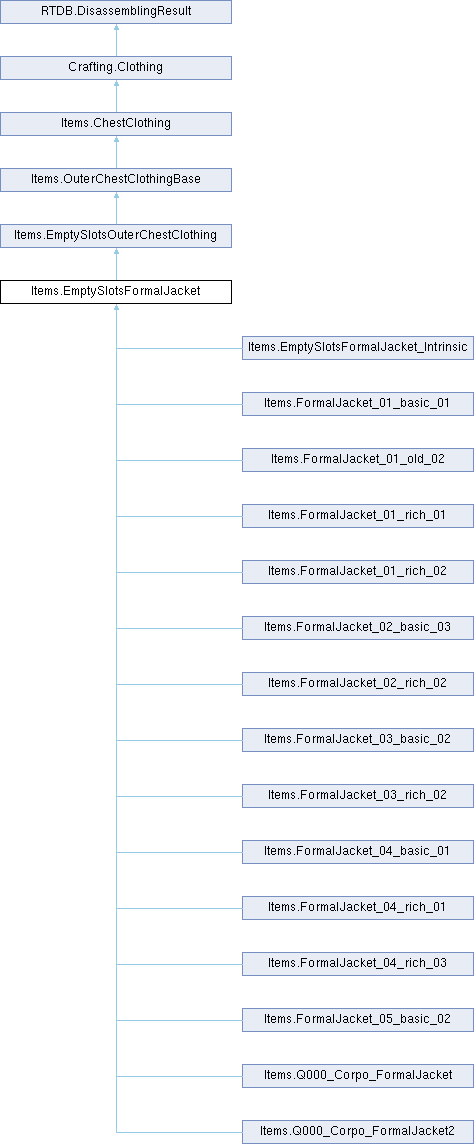 RTDB.DisassemblingResult
Crafting.Clothing
Items.ChestClothing
Items.OuterChestClothingBase
Items.EmptySlotsOuterChestClothing
Items.EmptySlotsFormalJacket
Items.EmptySlotsFormalJacket_Intrinsic
Items.FormalJacket_01_basic_01
Items.FormalJacket_01_old_02
Items.FormalJacket_01_rich_01
Items.FormalJacket_01_rich_02
Items.FormalJacket_02_basic_03
Items.FormalJacket_02_rich_02
Items.FormalJacket_03_basic_02
Items.FormalJacket_03_rich_02
Items.FormalJacket_04_basic_01
Items.FormalJacket_04_rich_01
Items.FormalJacket_04_rich_03
Items.FormalJacket_05_basic_02
Items.Q000_Corpo_FormalJacket
Items.Q000_Corpo_FormalJacket2